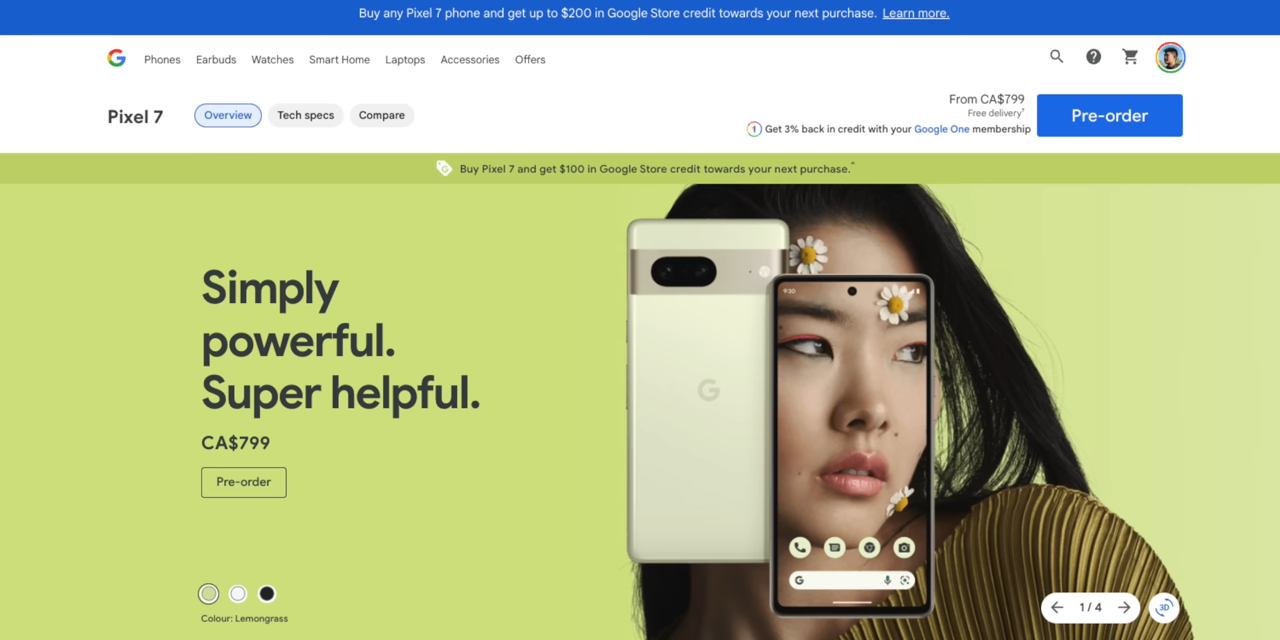 Buy any Pixel 7 phone and get up to $200 in Google Store credit towards your next purchase. Learn more.
Phones Earbuds Watches Smart Home Laptops Accessories Offers
Pixel 7 Overview Tech specs Compare
From CA$799
Free delivery†
1 Get 3% back in credit with your Google One membership
Pre-order
Buy Pixel 7 and get $100 in Google Store credit towards your next purchase.*
Simply
powerful.
Super helpful.
CA$799
Pre-order
9:30
Colour: Lemongrass
1 / 4
3D